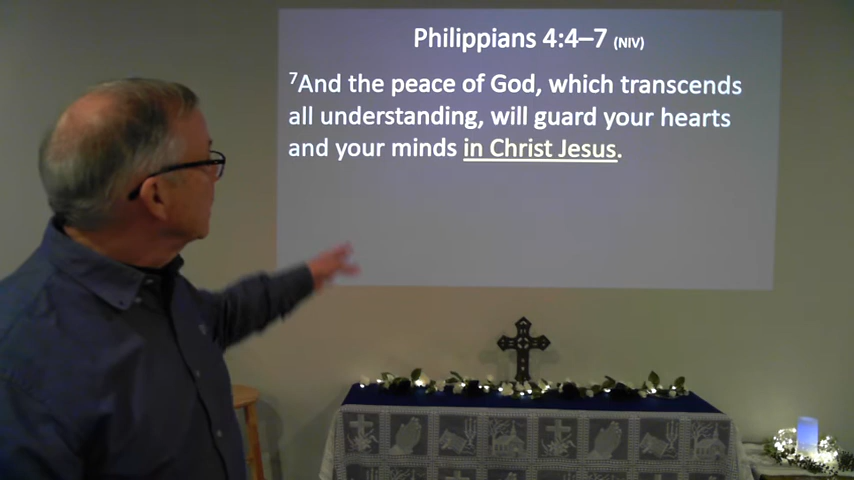 Philippians 4:4–7 (NIV)
⁷And the peace of God, which transcends
all understanding, will guard your hearts
and your minds in Christ Jesus.